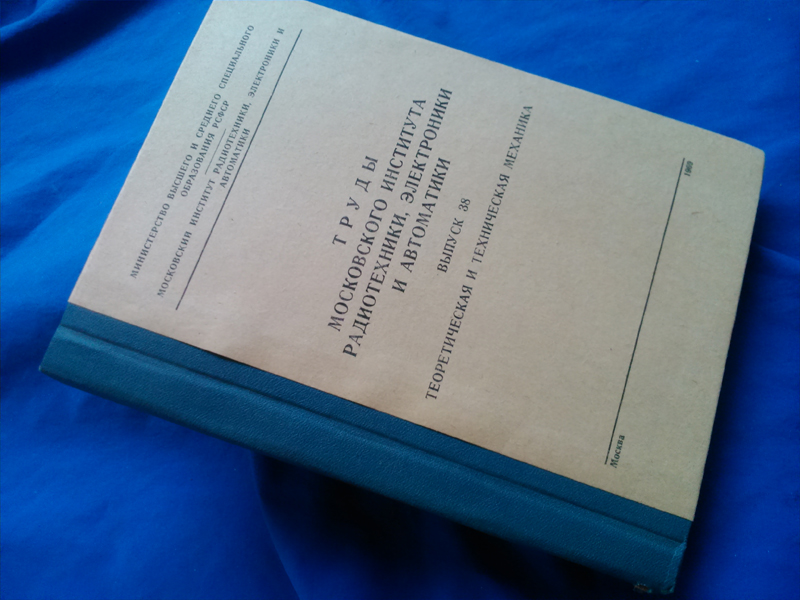 МИНИСТЕРСТВО ВЫСШЕГО И СРЕДНЕГО СПЕЦИАЛЬНОГО
ОБРАЗОВАНИЯ РСФСР
МОСКОВСКИЙ ИНСТИТУТ РАДИОТЕХНИКИ, ЭЛЕКТРОНИКИ И
АВТОМАТИКИ
ТРУДЫ
МОСКОВСКОГО ИНСТИТУТА
РАДИОТЕХНИКИ, ЭЛЕКТРОНИКИ
И АВТОМАТИКИ
ВЫПУСК 38
ТЕОРЕТИЧЕСКАЯ И ТЕХНИЧЕСКАЯ МЕХАНИКА
Москва 1969